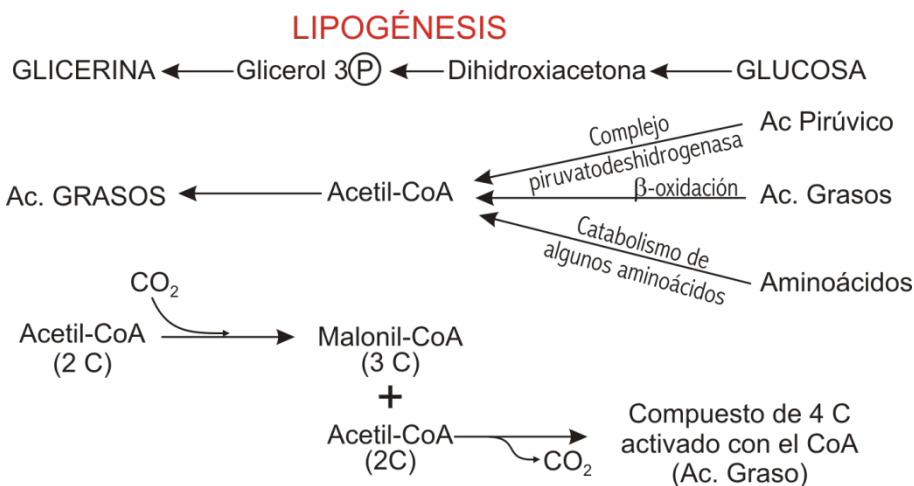 LIPOGÉNESIS
GLICERINA Glicerol 3 P Dihidroxiacetona GLUCOSA
Ac Pirúvico
Complejo
piruvatodeshidrogenasa
Ac. GRASOS Acetil-CoA β-oxidación Ac. Grasos
Catabolismo de
algunos aminoácidos
Aminoácidos
CO2
Acetil-CoA Malonil-CoA
(2 C) (3 C)
+
Acetil-CoA
(2C)
CO2
Compuesto de 4 C
activado con el CoA
(Ac. Graso)